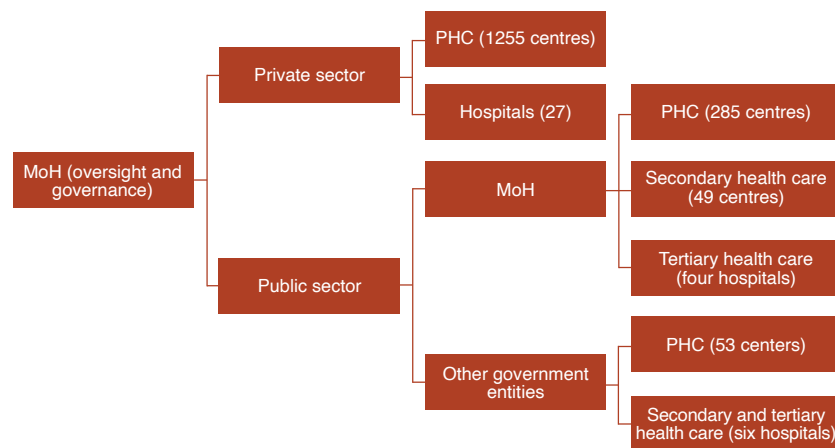 PHC (1255 centres)
Private sector
Hospitals (27)
PHC (285 centres)
MoH (oversight and
governance)
MoH
Secondary health care
(49 centres)
Tertiary health care
(four hospitals)
Public sector
PHC (53 centers)
Other government
entities
Secondary and tertiary
health care (six hospitals)